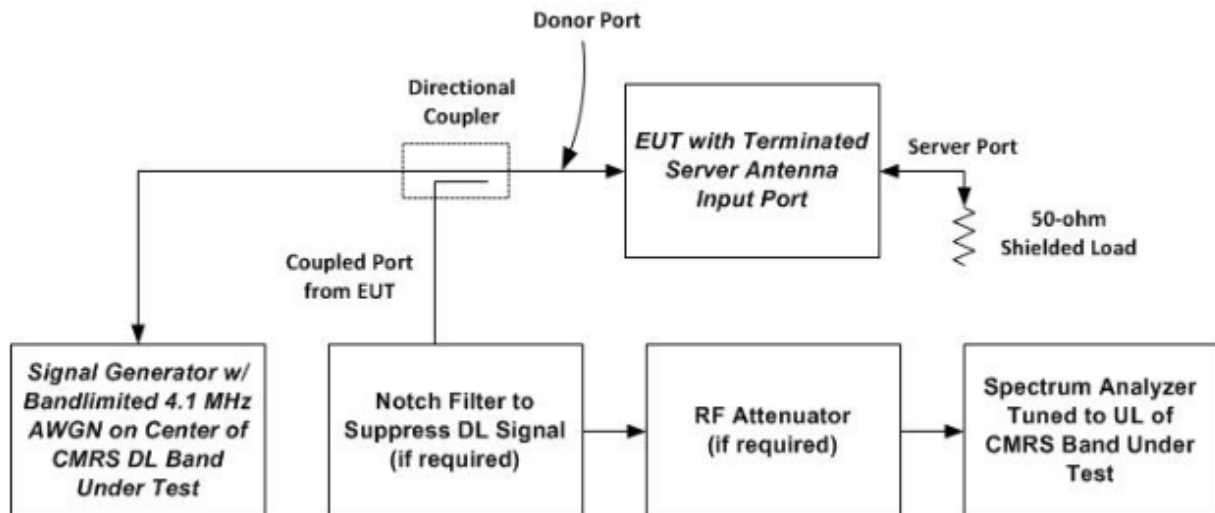 Donor Port
Directional
Coupler
EUT with Terminated
Server Antenna
Input Port
Server Port
50-ohm
Shielded Load
Coupled Port
from EUT
Signal Generator w/
Bandlimited 4.1 MHz
AWGN on Center of
CMRS DL Band
Under Test
Notch Filter to
Suppress DL Signal
(if required)
RF Attenuator
(if required)
Spectrum Analyzer
Tuned to UL of
CMRS Band Under
Test